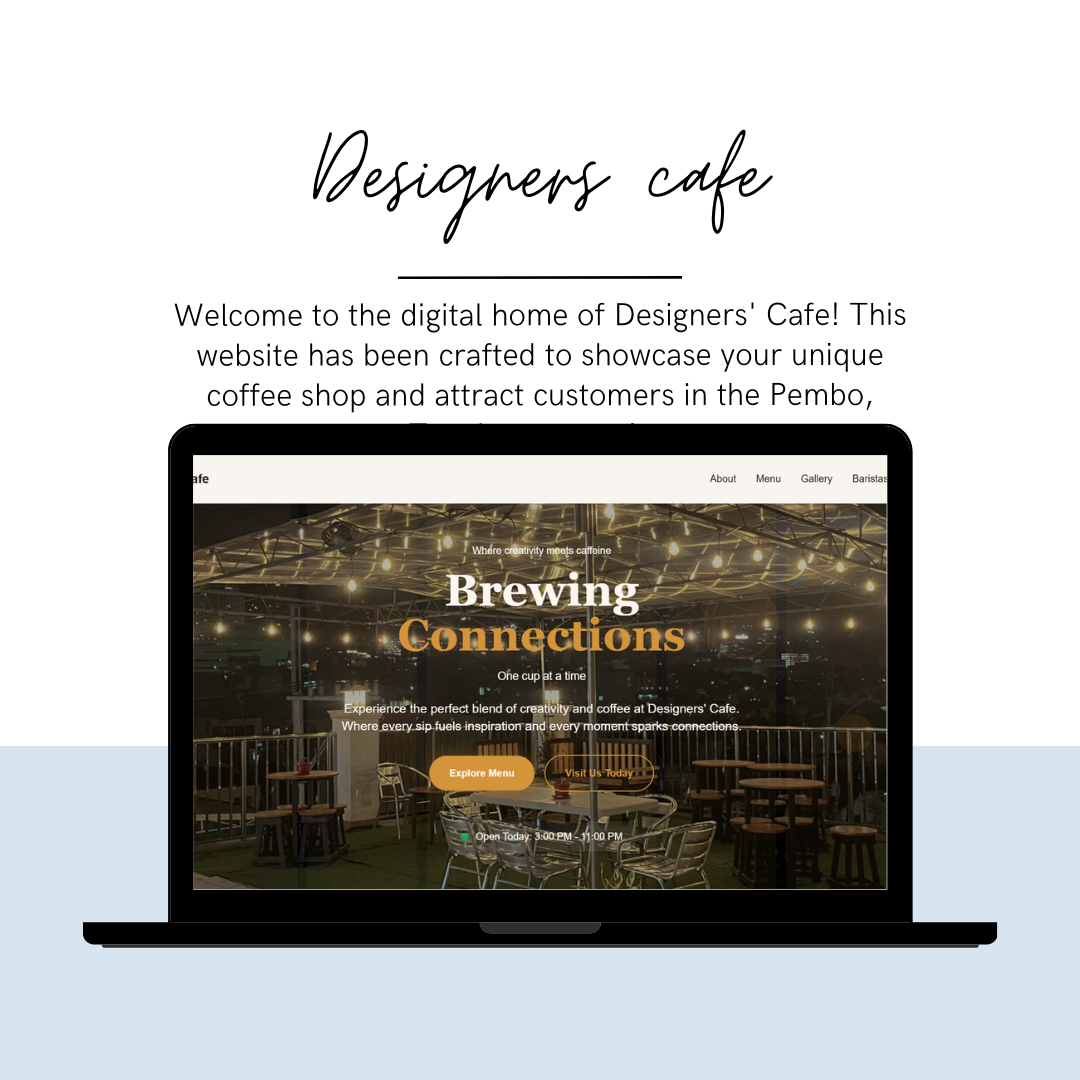 Designers cafe
Welcome to the digital home of Designers' Cafe! This
website has been crafted to showcase your unique
coffee shop and attract customers in the Pembo,
afe
About Menu Gallery Baristas
Where creativity meets caffeine
Brewing
Connections
One cup at a time
Experience the perfect blend of creativity and coffee at Designers' Cafe.
Where every sip fuels inspiration and every moment sparks connections.
Explore Menu Visit Us Today
Open Today: 3:00 PM - 11:00 PM